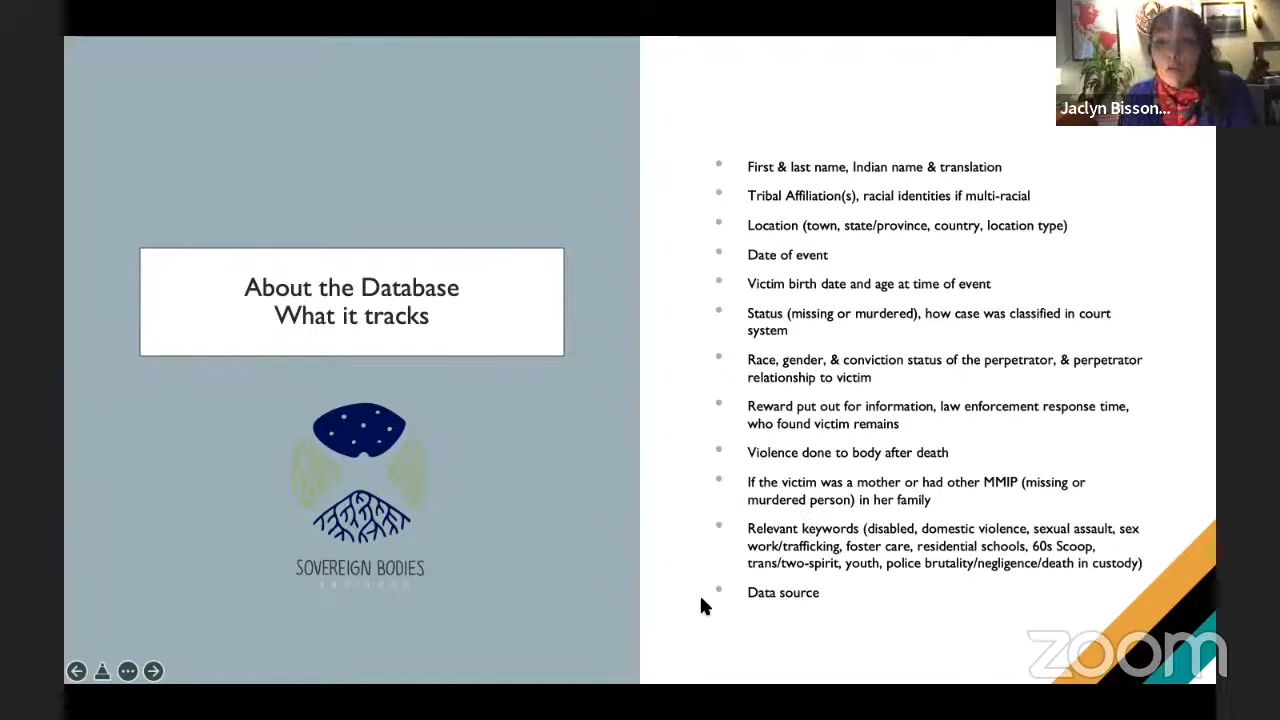 Jaclyn Bisson...
About the Database
What it tracks
SOVEREIGN BODIES
INSTITUTE
First & last name, Indian name & translation
Tribal Affiliation(s), racial identities if multi-racial
Location (town, state/province, country, location type)
Date of event
Victim birth date and age at time of event
Status (missing or murdered), how case was classified in court
system
Race, gender, & conviction status of the perpetrator, & perpetrator
relationship to victim
Reward put out for information, law enforcement response time,
who found victim remains
Violence done to body after death
If the victim was a mother or had other MMIP (missing or
murdered person) in her family
Relevant keywords (disabled, domestic violence, sexual assault, sex
work/trafficking, foster care, residential schools, 60s Scoop,
trans/two-spirit, youth, police brutality/negligence/death in custody)
Data source
zoom